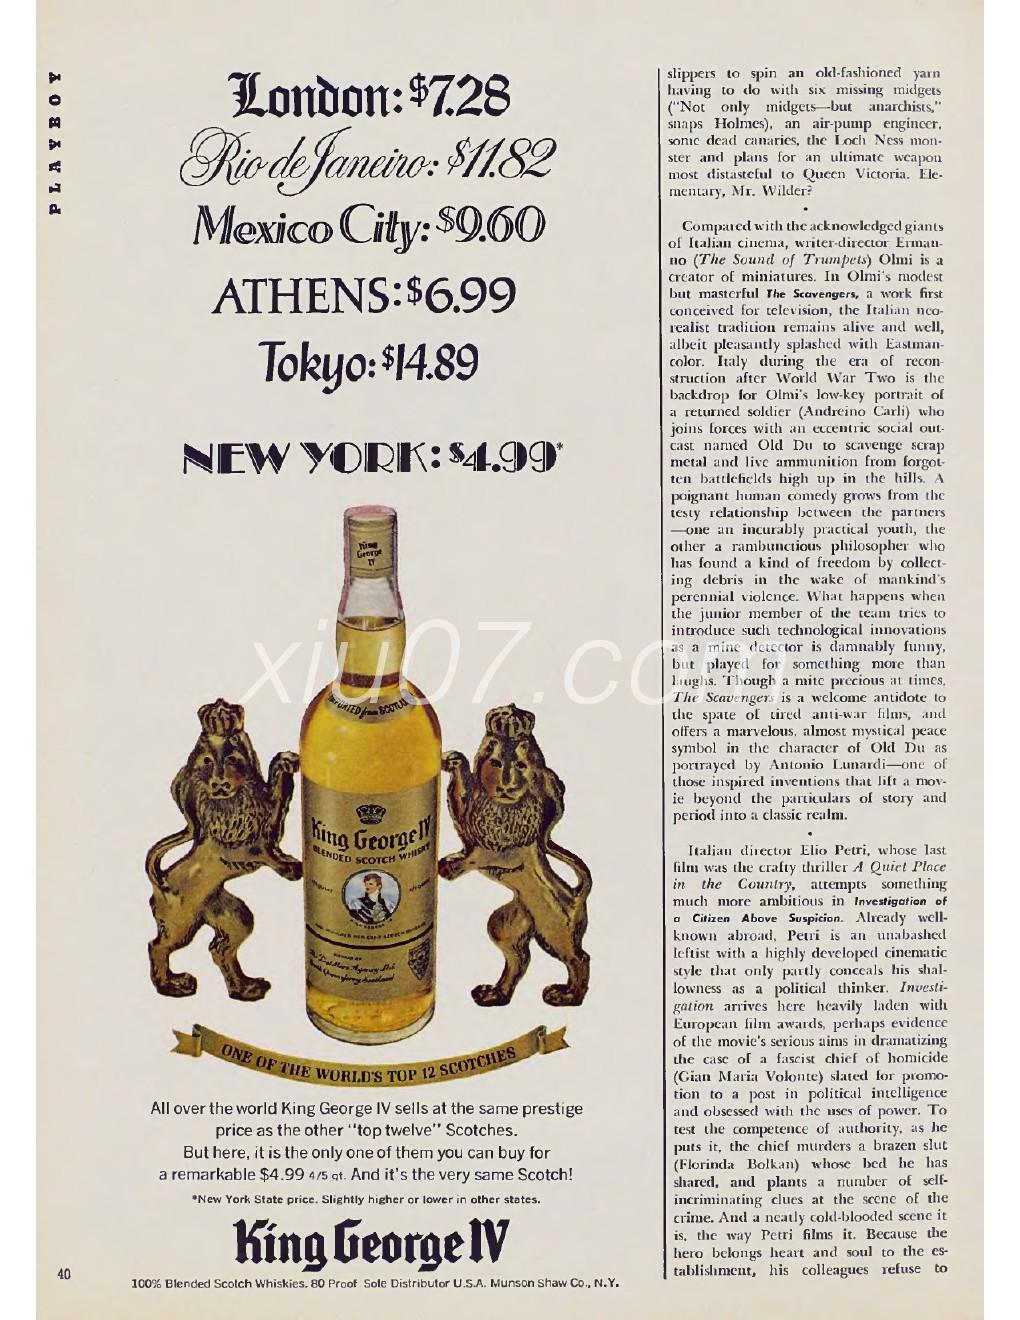 PLAYBOY
London: $7.28
Rio de Janeiro: $11.82
Mexico City: $9.60
ATHENS: $6.99
Tokyo: $14.89
NEW YORK: $4.99*
King
George
IV
IMPORTED from SCOTLAND
King George IV
BLENDED SCOTCH WHISKY
ONE OF THE WORLD'S TOP 12 SCOTCHES
All over the world King George IV sells at the same prestige
price as the other "top twelve" Scotches.
But here, it is the only one of them you can buy for
a remarkable $4.99 4/5 qt. And it's the very same Scotch!
*New York State price. Slightly higher or lower in other states.
King George IV
100% Blended Scotch Whiskies. 80 Proof. Sole Distributor U.S.A. Munson Shaw Co., N.Y.
40
slippers to spin an old-fashioned yarn
having to do with six missing midgets
("Not only midgets—but anarchists,"
snaps Holmes), an air-pump engineer,
some dead canaries, the Loch Ness mon-
ster and plans for an ultimate weapon
most distasteful to Queen Victoria. Ele-
mentary, Mr. Wilder?
•
Compared with the acknowledged giants
of Italian cinema, writer-director Erman-
no (The Sound of Trumpets) Olmi is a
creator of miniatures. In Olmi's modest
but masterful The Scavengers, a work first
conceived for television, the Italian neo-
realist tradition remains alive and well,
albeit pleasantly splashed with Eastman-
color. Italy during the era of recon-
struction after World War Two is the
backdrop for Olmi's low-key portrait of
a returned soldier (Andreino Carli) who
joins forces with an eccentric social out-
cast named Old Du to scavenge scrap
metal and live ammunition from forgot-
ten battlefields high up in the hills. A
poignant human comedy grows from the
testy relationship between the partners
—one an incurably practical youth, the
other a rambunctious philosopher who
has found a kind of freedom by collect-
ing debris in the wake of mankind's
perennial violence. What happens when
the junior member of the team tries to
introduce such technological innovations
as a mine detector is damnably funny,
but played for something more than
laughs. Though a mite precious at times,
The Scavengers is a welcome antidote to
the spate of tired anti-war films, and
offers a marvelous, almost mystical peace
symbol in the character of Old Du as
portrayed by Antonio Lunardi—one of
those inspired inventions that lift a mov-
ie beyond the particulars of story and
period into a classic realm.
•
Italian director Elio Petri, whose last
film was the crafty thriller A Quiet Place
in the Country, attempts something
much more ambitious in Investigation of
a Citizen Above Suspicion. Already well-
known abroad, Petri is an unabashed
leftist with a highly developed cinematic
style that only partly conceals his shal-
lowness as a political thinker. Investi-
gation arrives here heavily laden with
European film awards, perhaps evidence
of the movie's serious aims in dramatizing
the case of a fascist chief of homicide
(Gian Maria Volonte) slated for promo-
tion to a post in political intelligence
and obsessed with the uses of power. To
test the competence of authority, as he
puts it, the chief murders a brazen slut
(Florinda Bolkan) whose bed he has
shared, and plants a number of self-
incriminating clues at the scene of the
crime. And a neatly cold-blooded scene it
is, the way Petri films it. Because the
hero belongs heart and soul to the es-
tablishment, his colleagues refuse to
xiu07.com